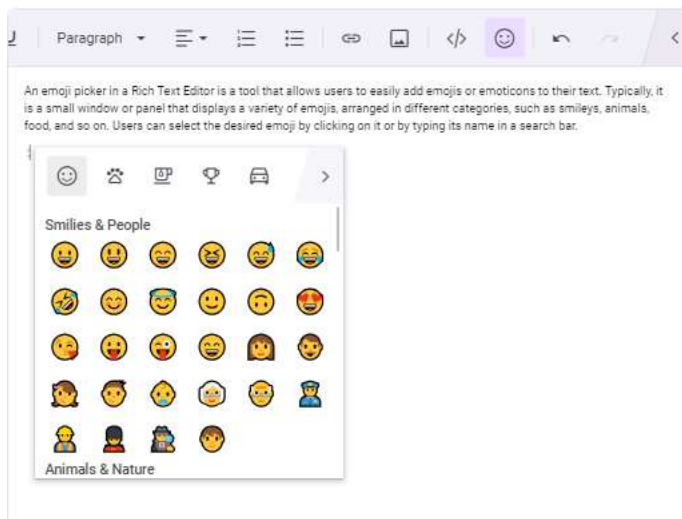 Paragraph
An emoji picker in a Rich Text Editor is a tool that allows users to easily add emojis or emoticons to their text. Typically, it
is a small window or panel that displays a variety of emojis, arranged in different categories, such as smileys, animals,
food, and so on. Users can select the desired emoji by clicking on it or by typing its name in a search bar.
:
Smilies & People
Animals & Nature